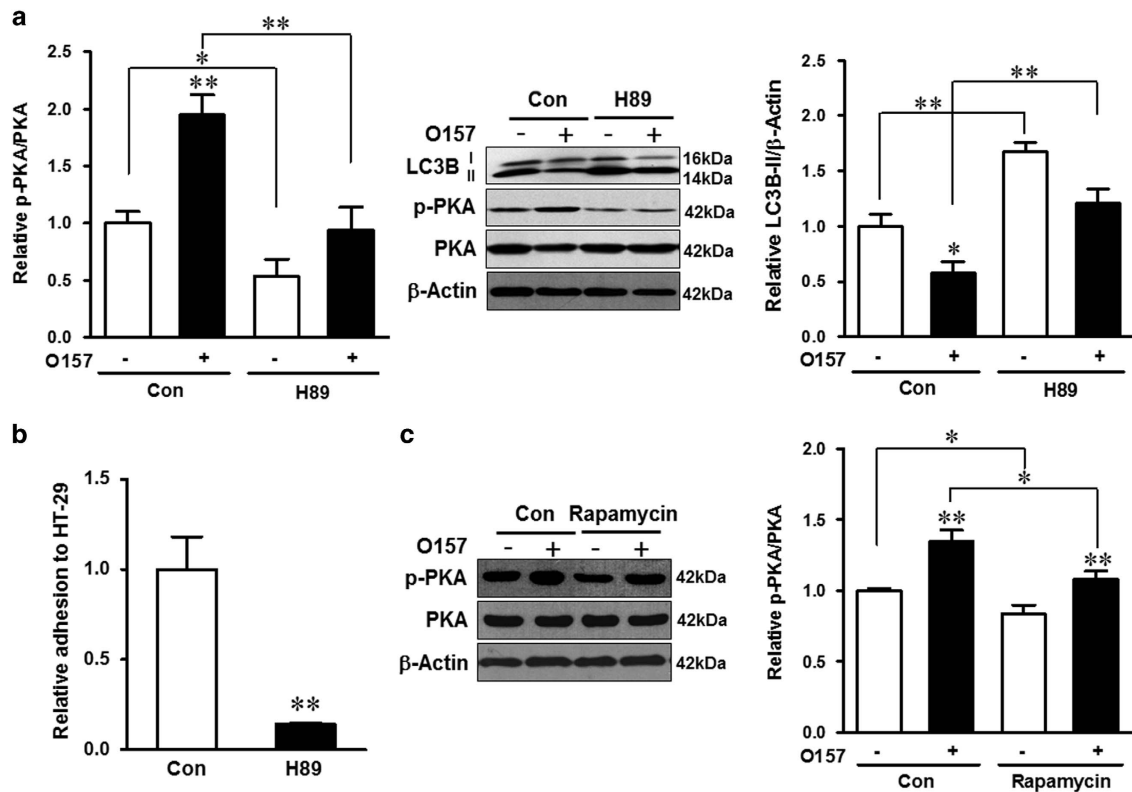 a
Relative p-PKA/PKA
2.5
2.0
1.5
1.0
0.5
0.0
**
*
**
O157 - + - +
Con H89
Con H89
O157 - + - +
LC3B I 16kDa
II 14kDa
p-PKA 42kDa
PKA 42kDa
β-Actin 42kDa
Relative LC3B-II/β-Actin
2.5
2.0
1.5
1.0
0.5
0.0
**
**
*
O157 - + - +
Con H89
b
Relative adhesion to HT-29
1.5
1.0
0.5
0.0
**
Con H89
c
Con Rapamycin
O157 - + - +
p-PKA 42kDa
PKA 42kDa
β-Actin 42kDa
Relative p-PKA/PKA
2.0
1.5
1.0
0.5
0.0
*
*
**
**
O157 - + - +
Con Rapamycin